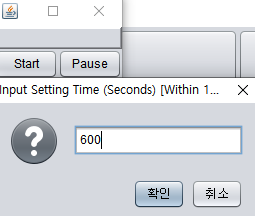 Start Pause
Input Setting Time (Seconds) [Within 1...
600
확인 취소